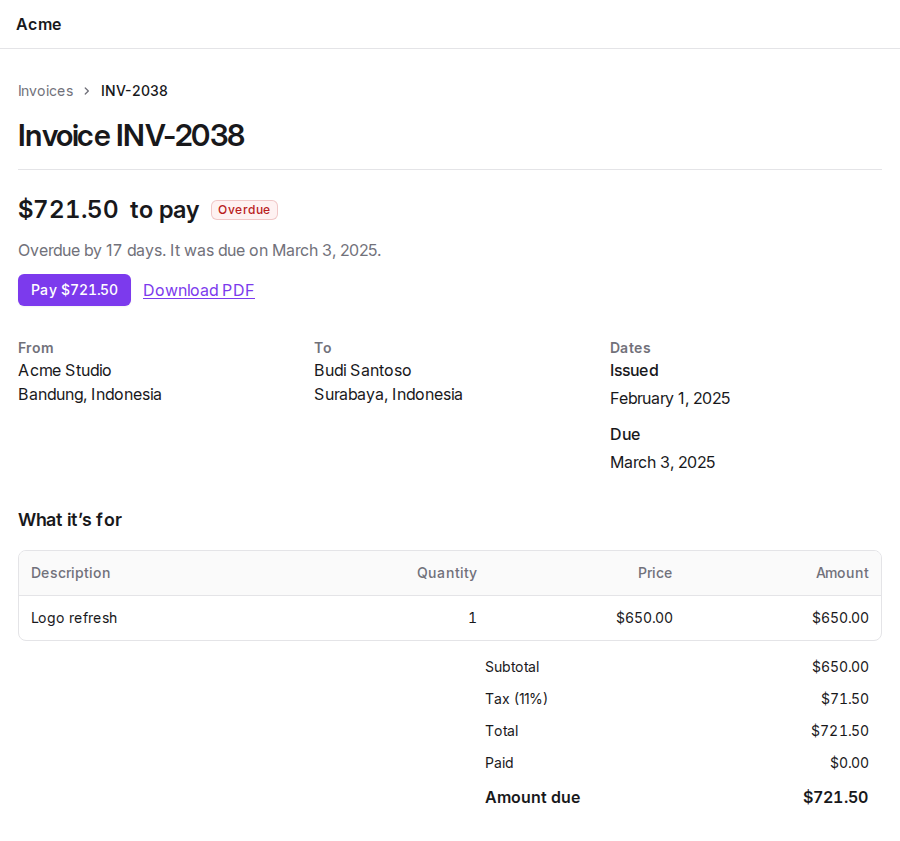 Acme
Invoices › INV-2038
Invoice INV-2038
$721.50 to pay Overdue
Overdue by 17 days. It was due on March 3, 2025.
Pay $721.50 Download PDF
From
Acme Studio
Bandung, Indonesia
To
Budi Santoso
Surabaya, Indonesia
Dates
Issued
February 1, 2025
Due
March 3, 2025
What it’s for
Description Quantity Price Amount
Logo refresh 1 $650.00 $650.00
Subtotal $650.00
Tax (11%) $71.50
Total $721.50
Paid $0.00
Amount due $721.50